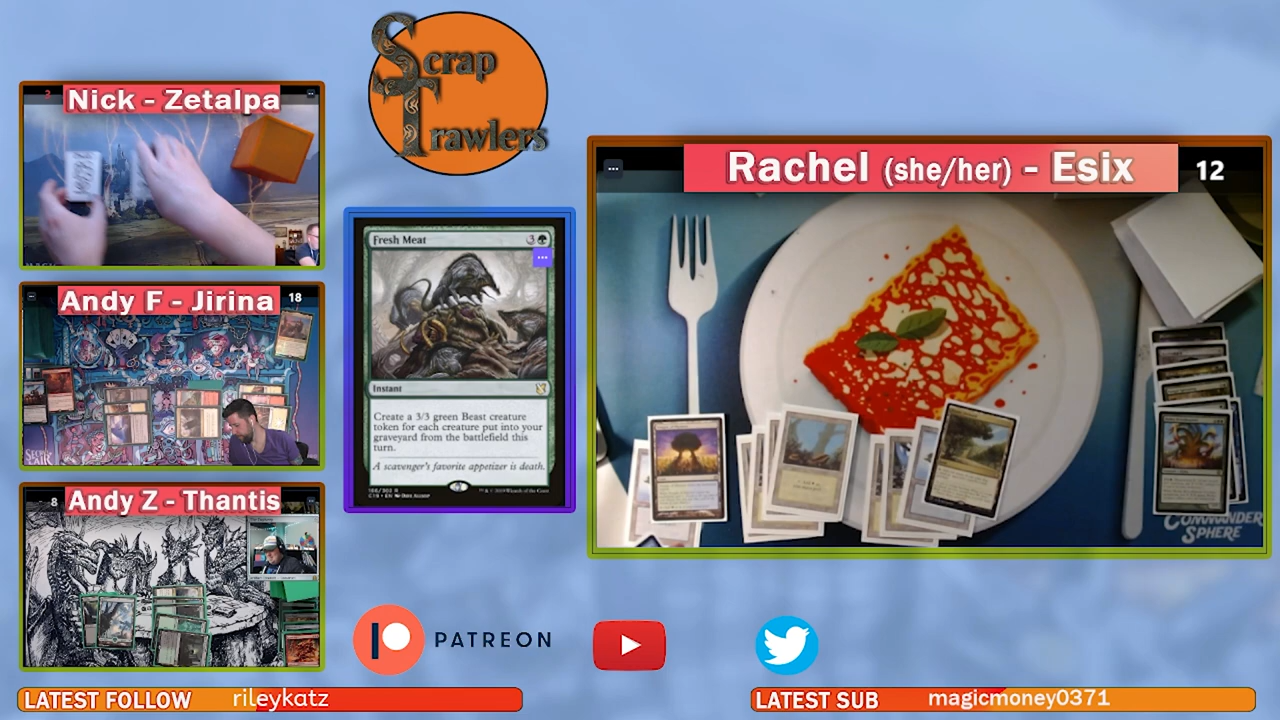 Scrap
Trawlers
3
Nick - Zetalpa
Andy F - Jirina
18
8
Andy Z - Thantis
Fresh Meat
3
Instant
Create a 3/3 green Beast creature
token for each creature put into your
graveyard from the battlefield this
turn.
A scavenger's favorite appetizer is death.
Rachel (she/her) - Esix
12
COMMANDER
SPHERE
PATREON
LATEST FOLLOW
rileykatz
LATEST SUB
magicmoney0371